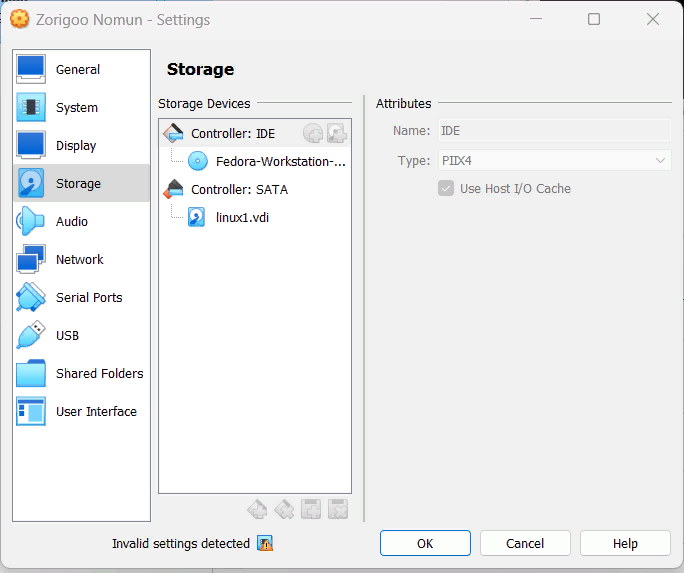 Zorigoo Nomun - Settings
General
System
Display
Storage
Audio
Network
Serial Ports
USB
Shared Folders
User Interface
Storage
Storage Devices
Controller: IDE
Fedora-Workstation-...
Controller: SATA
linux1.vdi
Attributes
Name: IDE
Type: PIIX4
Use Host I/O Cache
Invalid settings detected
OK
Cancel
Help